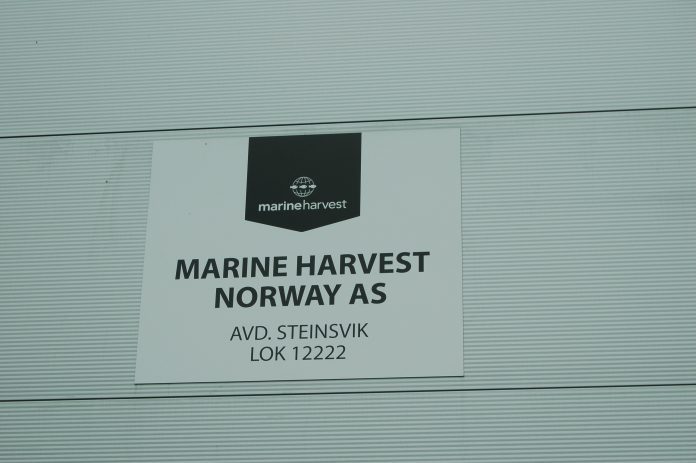 marineharvest
MARINE HARVEST
NORWAY AS
AVD. STEINSVIK
LOK 12222